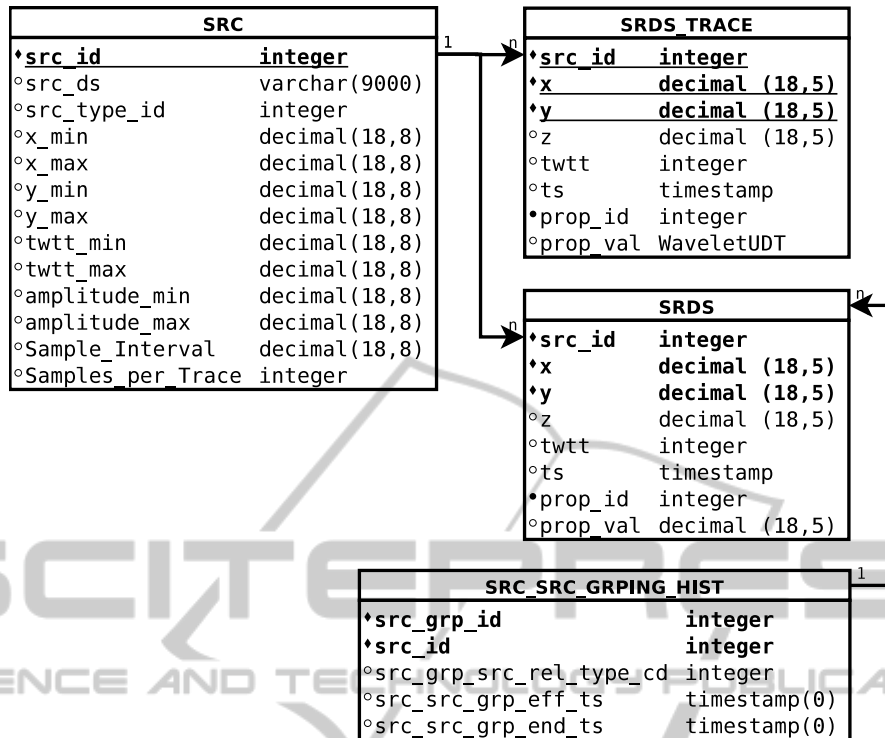 SRC
src_id integer
src_ds varchar(9000)
src_type_id integer
x_min decimal(18,8)
x_max decimal(18,8)
y_min decimal(18,8)
y_max decimal(18,8)
twtt_min decimal(18,8)
twtt_max decimal(18,8)
amplitude_min decimal(18,8)
amplitude_max decimal(18,8)
Sample_Interval decimal(18,8)
Samples_per_Trace integer
1
n
SRDS_TRACE
src_id integer
x decimal (18,5)
y decimal (18,5)
z decimal (18,5)
twtt integer
ts timestamp
prop_id integer
prop_val WaveletUDT
n
n
SRDS
src_id integer
x decimal (18,5)
y decimal (18,5)
z decimal (18,5)
twtt integer
ts timestamp
prop_id integer
prop_val decimal (18,5)
1
SRC_SRC_GRPING_HIST
src_grp_id integer
src_id integer
src_grp_src_rel_type_cd integer
src_src_grp_eff_ts timestamp(0)
src_src_grp_end_ts timestamp(0)
SCITEPRES
ENCE AND TECHNOLOGY PUBLICA